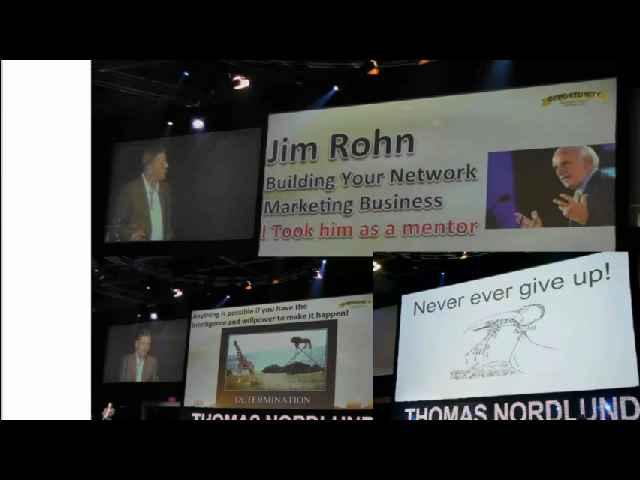 OPPORTUNITY
Jim Rohn
Building Your Network
Marketing Business
I Took him as a mentor
Anything is possible if you have the
intelligence and willpower to make it happen!
DETERMINATION
THOMAS NORDLUND
Never ever give up!
THOMAS NORDLUND